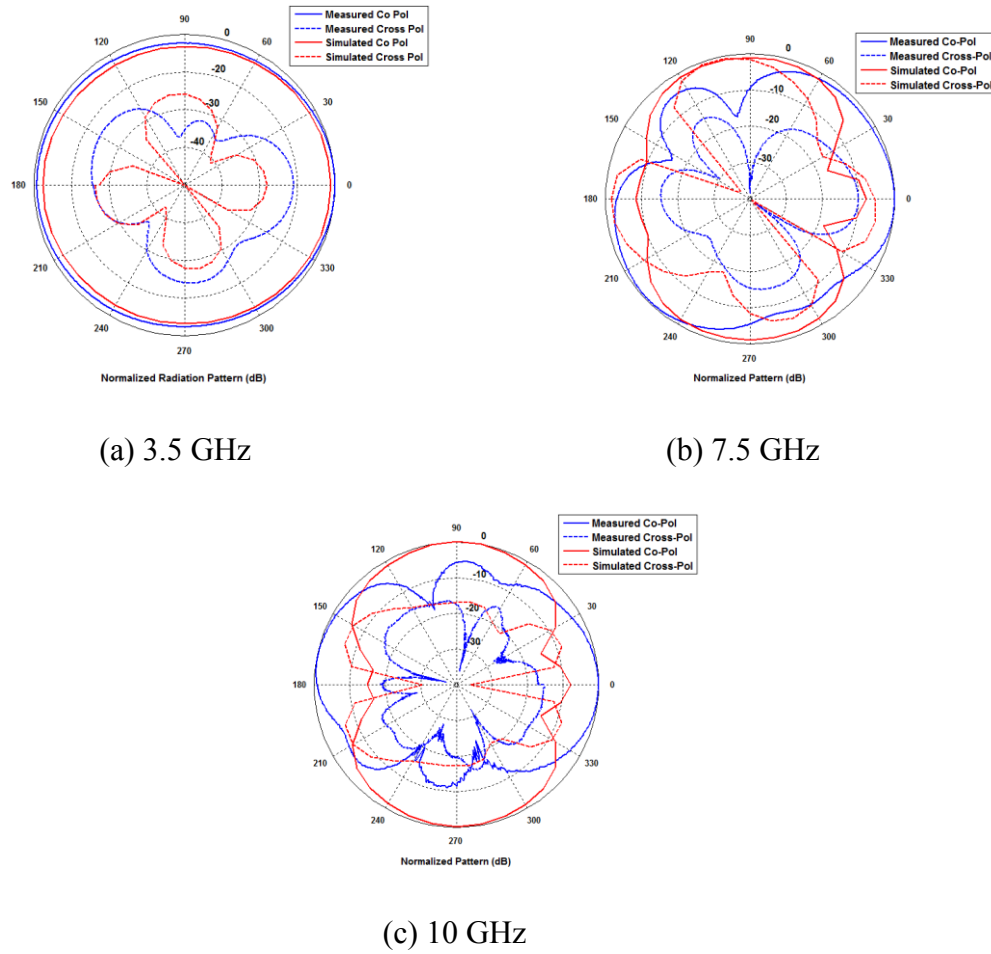 90
0
120
60
-20
150
30
-30
-40
180
0
210
330
240
300
270
Measured Co Pol
Measured Cross Pol
Simulated Co Pol
Simulated Cross Pol
Normalized Radiation Pattern (dB)
(a) 3.5 GHz
90
0
120
60
-10
150
30
-20
-30
180
0
210
330
240
300
270
Measured Co-Pol
Measured Cross-Pol
Simulated Co-Pol
Simulated Cross-Pol
Normalized Pattern (dB)
(b) 7.5 GHz
90
0
120
60
-10
150
30
-20
-30
180
0
210
330
240
300
270
Measured Co-Pol
Measured Cross-Pol
Simulated Co-Pol
Simulated Cross-Pol
Normalized Pattern (dB)
(c) 10 GHz